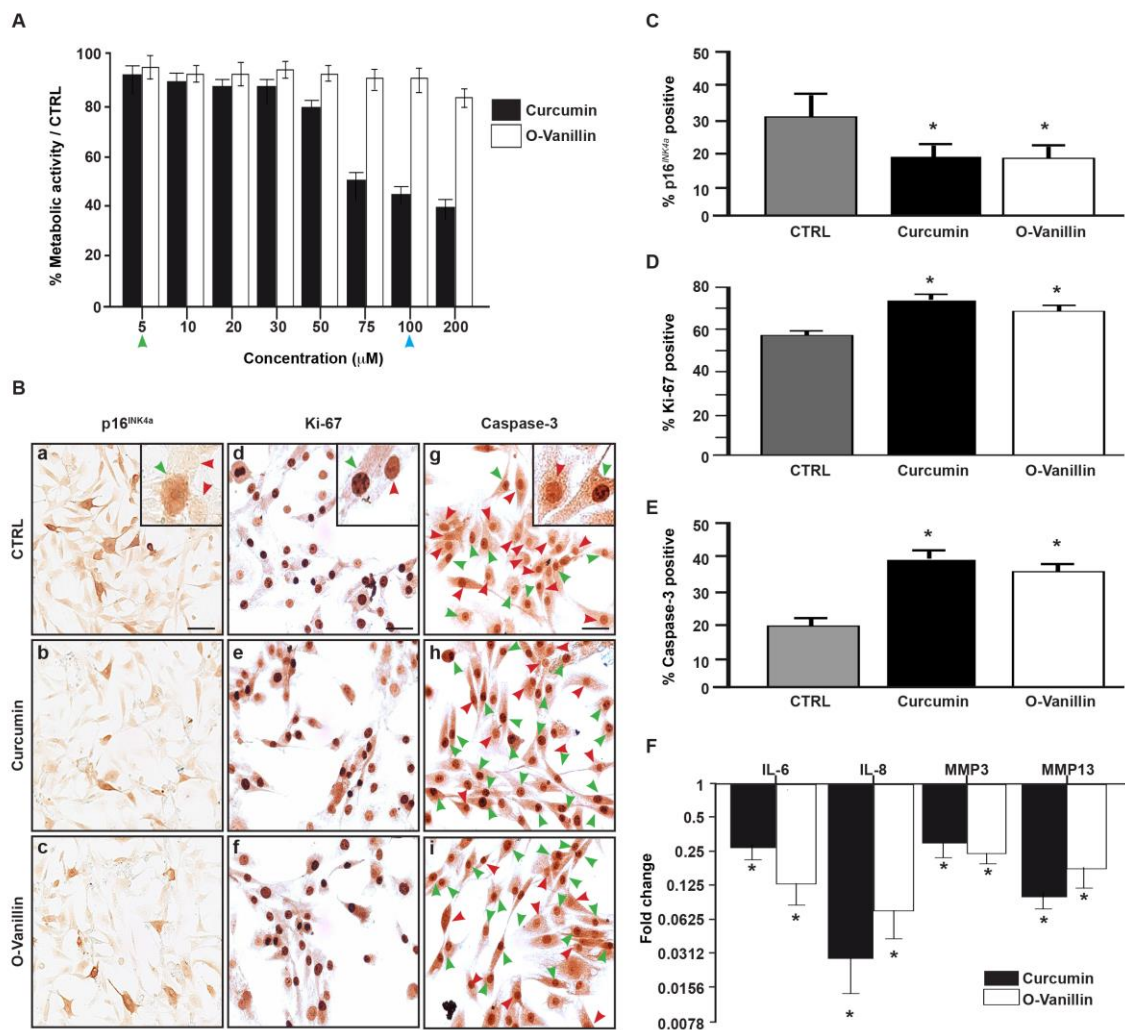 A
% Metabolic activity / CTRL
100
80
60
40
20
0
Curcumin
O-Vanillin
5 10 20 30 50 75 100 200
Concentration (μM)
B
p16INK4a Ki-67 Caspase-3
CTRL
a d g
Curcumin
b e h
O-Vanillin
c f i
C
% p16INK4a positive
50
40
30
20
10
0
* *
CTRL Curcumin O-Vanillin
D
% Ki-67 positive
80
60
40
20
0
* *
CTRL Curcumin O-Vanillin
E
% Caspase-3 positive
50
40
30
20
10
0
* *
CTRL Curcumin O-Vanillin
F
IL-6 IL-8 MMP3 MMP13
Fold change
1
0.5
0.25
0.125
0.0625
0.0312
0.0156
0.0078
* * * * * * * *
Curcumin
O-Vanillin